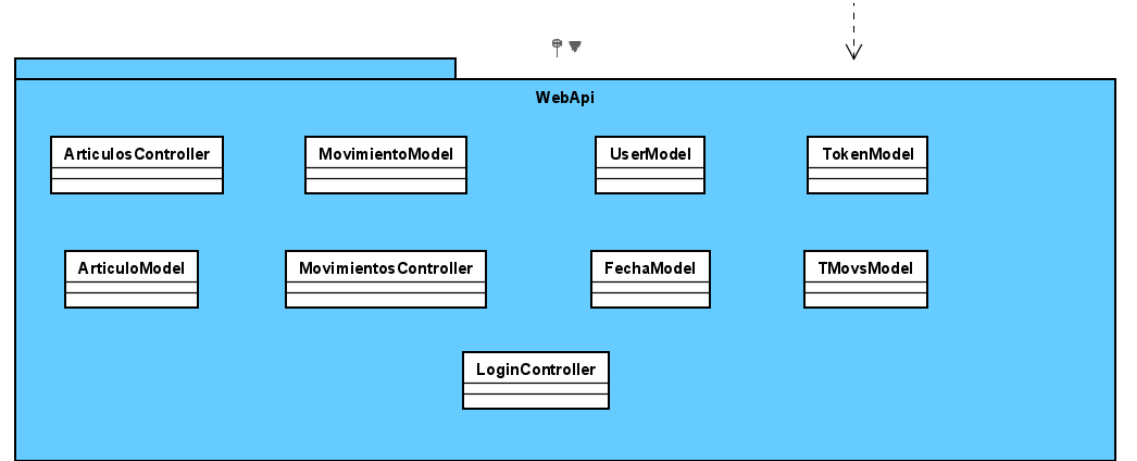 WebApi
ArticulosController
MovimientoModel
UserModel
TokenModel
ArticuloModel
MovimientosController
FechaModel
TMovsModel
LoginController